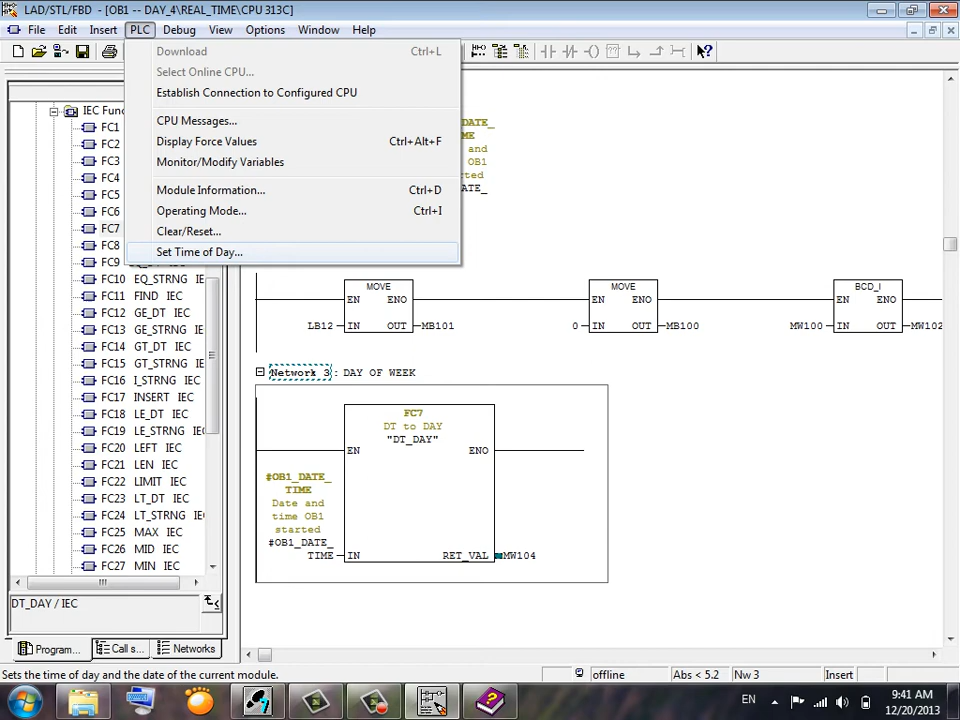 LAD/STL/FBD - [OB1 -- DAY_4\REAL_TIME\CPU 313C]
File Edit Insert PLC Debug View Options Window Help
Download Ctrl+L
Select Online CPU...
Establish Connection to Configured CPU
CPU Messages...
Display Force Values Ctrl+Alt+F
Monitor/Modify Variables
Module Information... Ctrl+D
Operating Mode... Ctrl+I
Clear/Reset...
Set Time of Day...
IEC Func
FC1
FC2
FC3
FC4
FC5
FC6
FC7
FC8
FC9
FC10 EQ_STRNG IEC
FC11 FIND IEC
FC12 GE_DT IEC
FC13 GE_STRNG IE
FC14 GT_DT IEC
FC15 GT_STRNG IE
FC16 I_STRNG IEC
FC17 INSERT IEC
FC18 LE_DT IEC
FC19 LE_STRNG IE
FC20 LEFT IEC
FC21 LEN IEC
FC22 LIMIT IEC
FC23 LT_DT IEC
FC24 LT_STRNG IE
FC25 MAX IEC
FC26 MID IEC
FC27 MIN IEC
DT_DAY / IEC
Program... Call s... Networks
DATE_
ME
and
OB1
rted
ATE_
MOVE
EN ENO
LB12 IN OUT MB101
MOVE
EN ENO
0 IN OUT MB100
BCD_I
EN ENO
MW100 IN OUT MW102
Network 3 : DAY OF WEEK
FC7
DT to DAY
"DT_DAY"
EN ENO
#OB1_DATE_
TIME
Date and
time OB1
started
#OB1_DATE_
TIME IN RET_VAL MW104
Sets the time of day and the date of the current module.
offline Abs < 5.2 Nw 3 Insert
EN
9:41 AM
12/20/2013